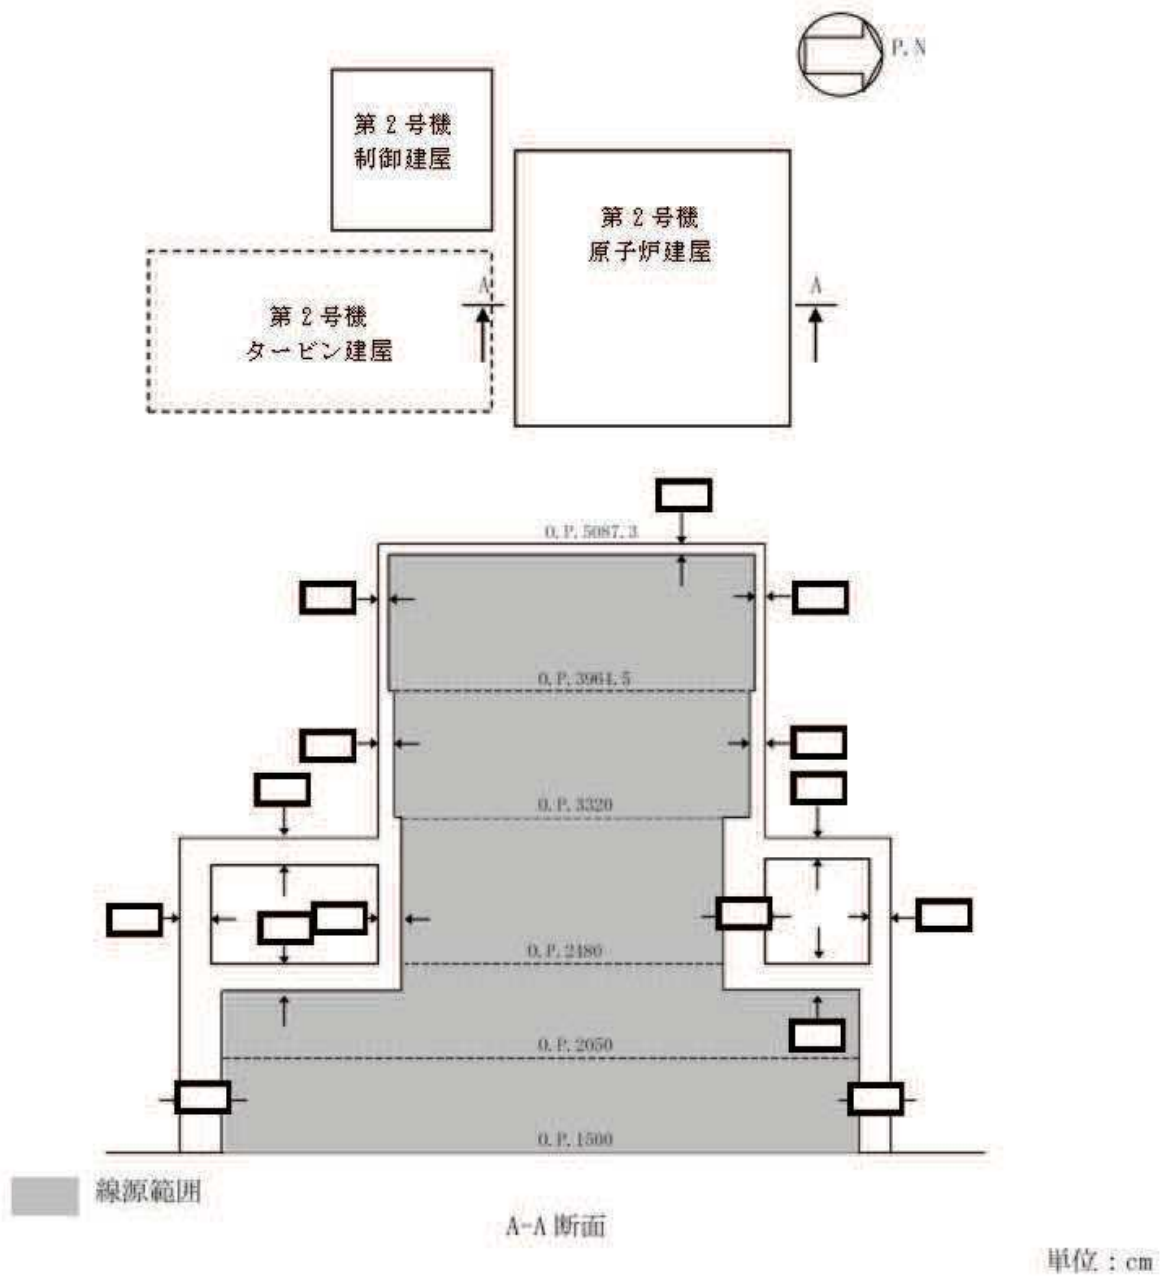 P.N
第2号機
制御建屋
第2号機
原子炉建屋
A
A
第2号機
タービン建屋
O.P.5087.3
O.P.3964.5
O.P.3320
O.P.2480
O.P.2050
O.P.1500
線源範囲
A-A 断面
単位：cm